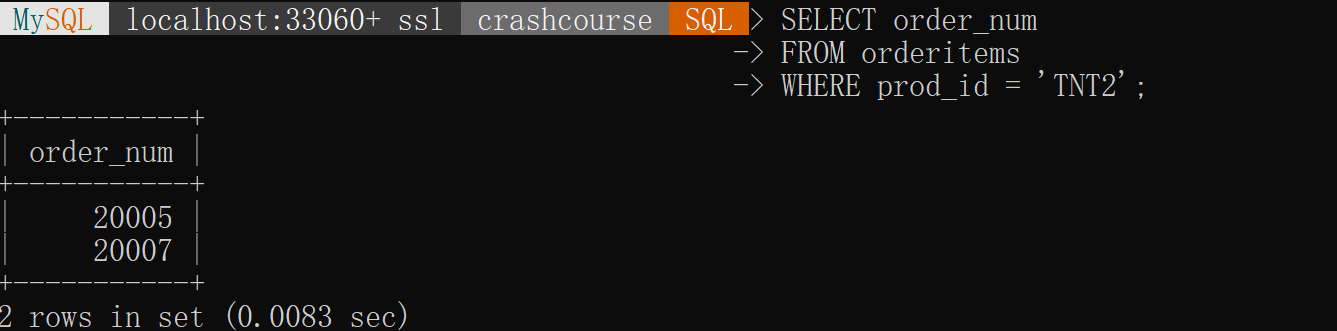 MySQL localhost:33060+ ssl crashcourse SQL > SELECT order_num
-> FROM orderitems
-> WHERE prod_id = 'TNT2';
+-----------+
| order_num |
+-----------+
|     20005 |
|     20007 |
+-----------+
2 rows in set (0.0083 sec)